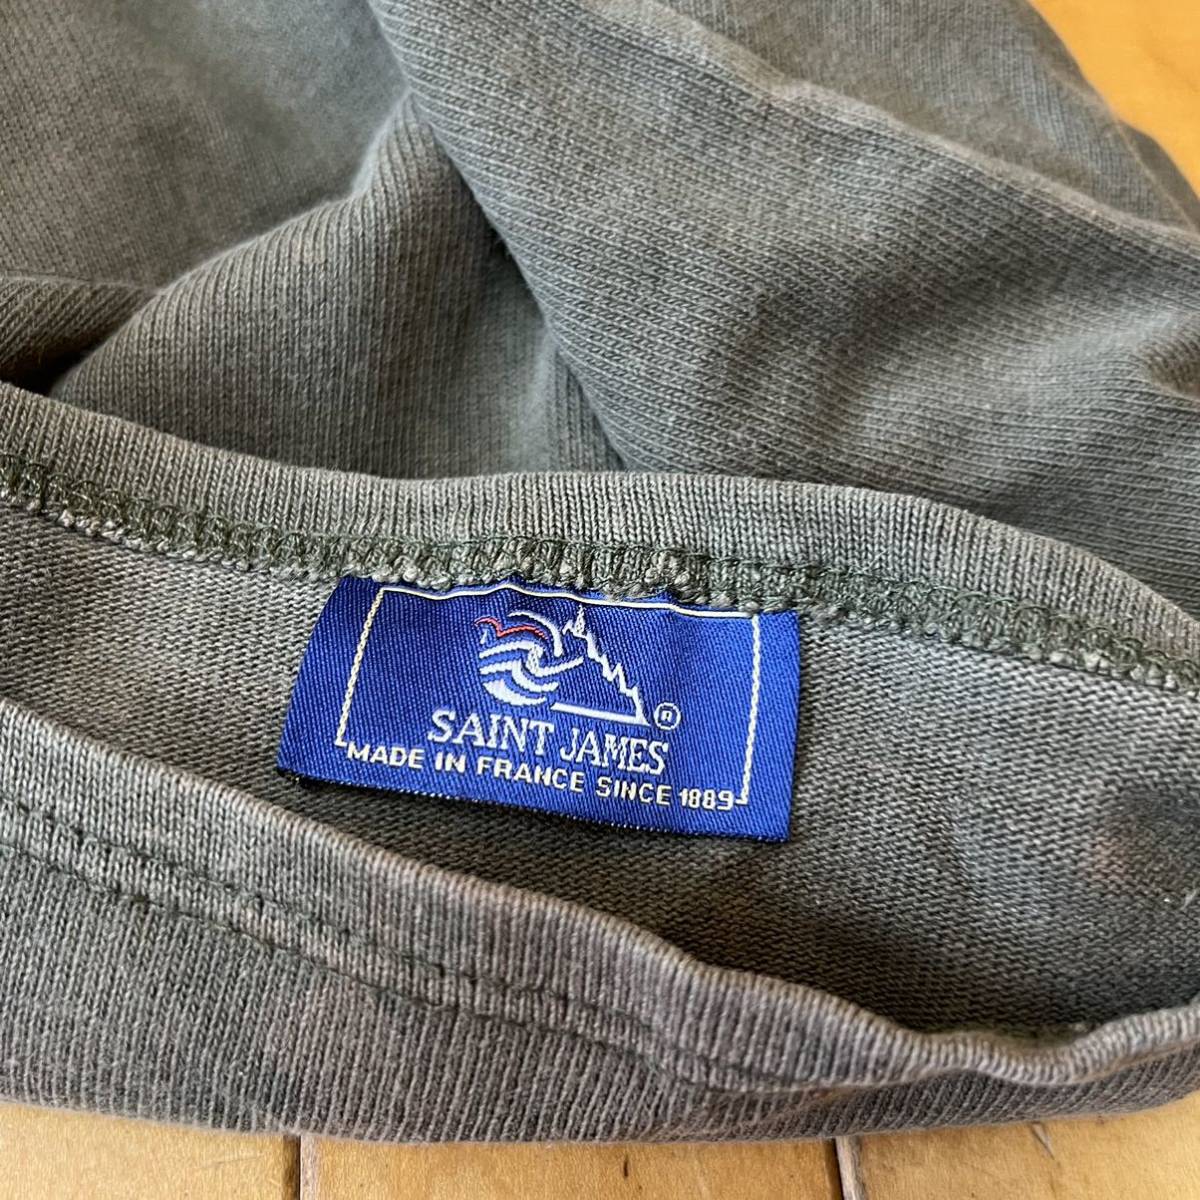 ®
SAINT JAMES
MADE IN FRANCE SINCE 1889